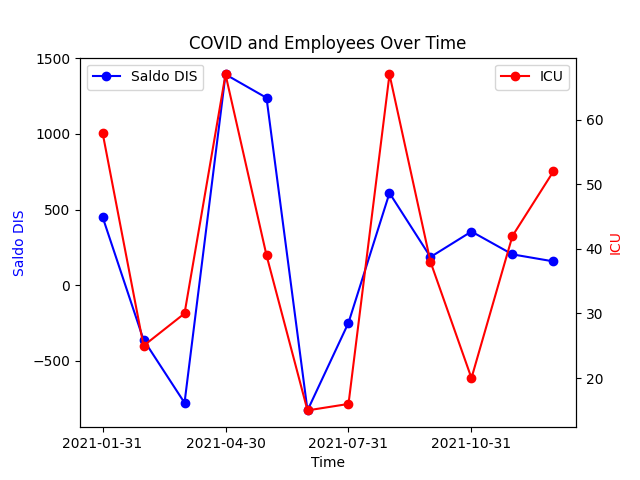 COVID and Employees Over Time
Saldo DIS
ICU
1500
1000
500
0
−500
60
50
40
30
20
Saldo DIS
ICU
2021-01-31
2021-04-30
2021-07-31
2021-10-31
Time